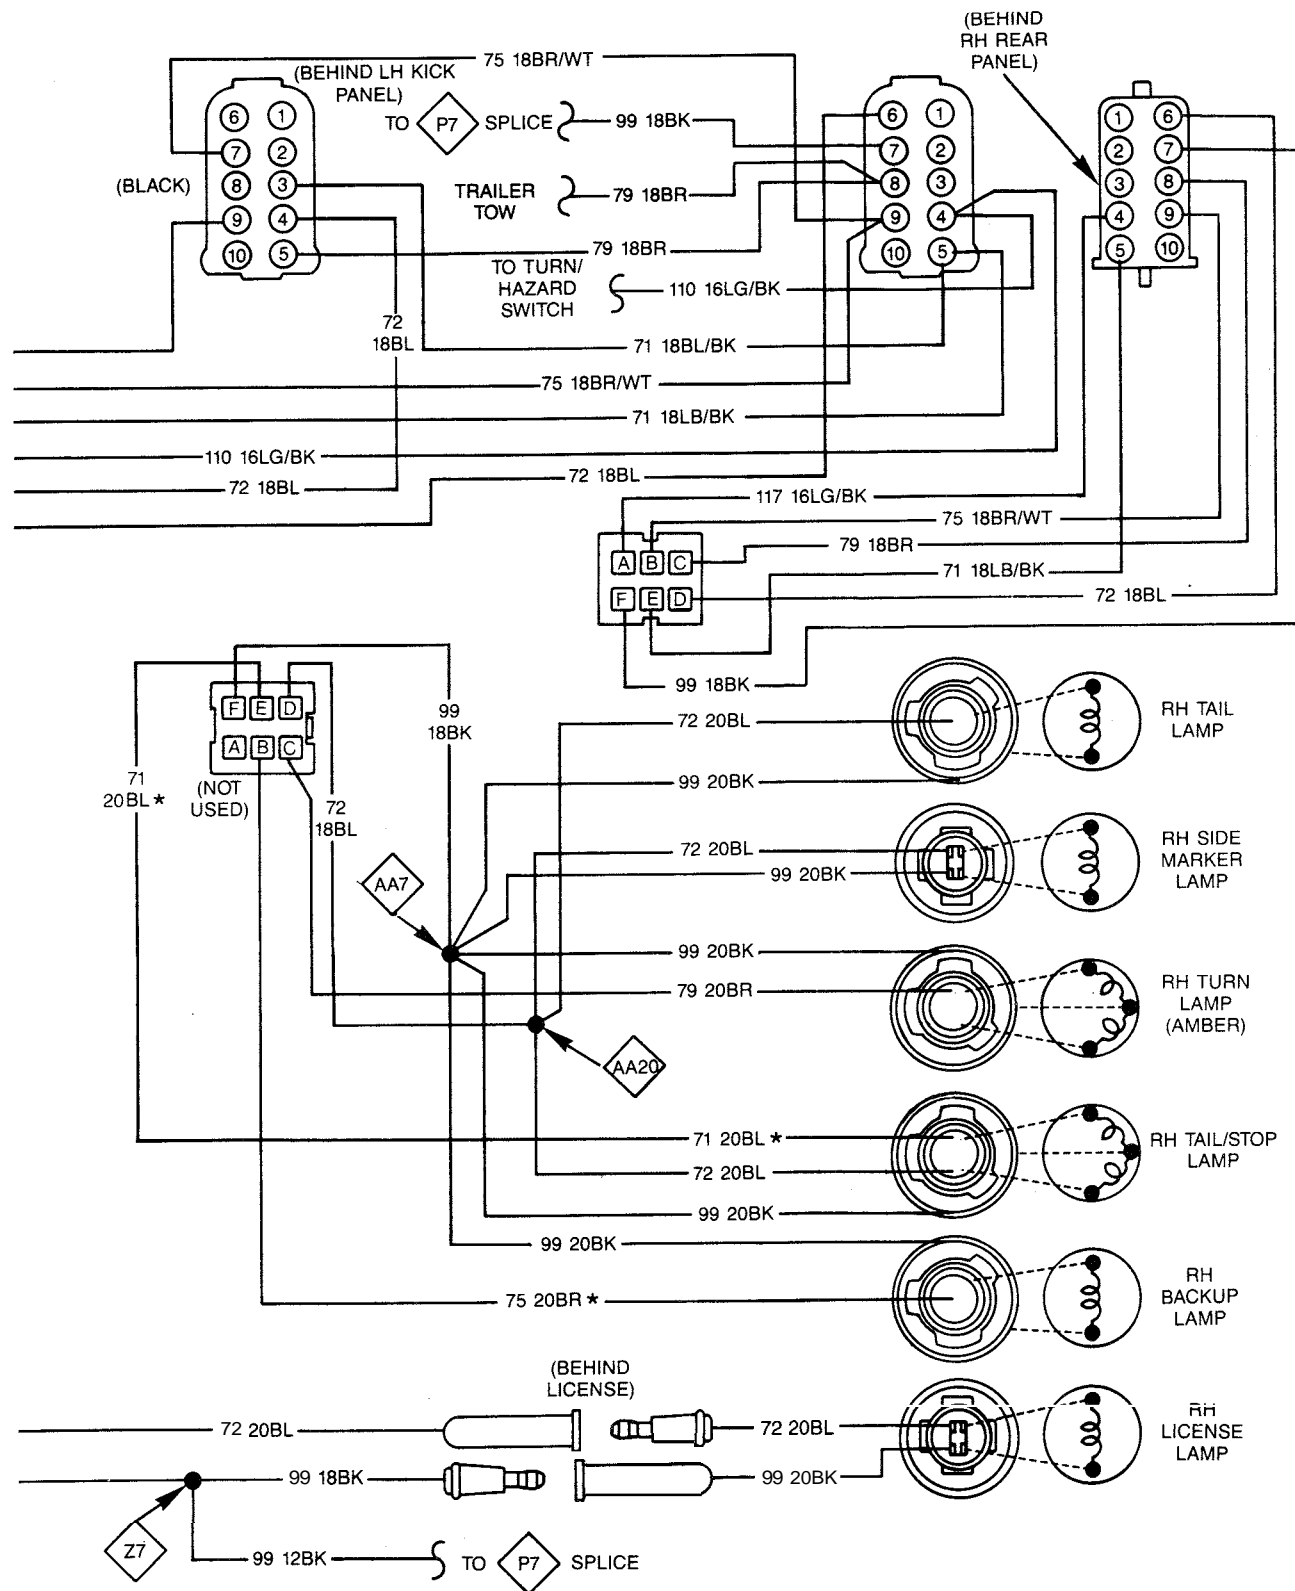 (BEHIND
RH REAR
PANEL)
75 18BR/WT
(BEHIND LH KICK
PANEL)
TO P7 SPLICE
99 18BK
(BLACK)
6 1
7 2
8 3
9 4
10 5
TRAILER
TOW
79 18BR
6 1
7 2
8 3
9 4
10 5
1 6
2 7
3 8
4 9
5 10
79 18BR
TO TURN/
HAZARD
SWITCH
110 16LG/BK
72
18BL
71 18BL/BK
75 18BR/WT
71 18LB/BK
110 16LG/BK
72 18BL
72 18BL
117 16LG/BK
75 18BR/WT
79 18BR
71 18LB/BK
72 18BL
A B C
F E D
99 18BK
F E D
A B C
(NOT
USED)
99
18BK
71
20BL*
72
18BL
72 20BL
99 20BK
RH TAIL
LAMP
72 20BL
99 20BK
RH SIDE
MARKER
LAMP
AA7
99 20BK
79 20BR
RH TURN
LAMP
(AMBER)
AA20
71 20BL*
72 20BL
99 20BK
RH TAIL/STOP
LAMP
99 20BK
75 20BR*
RH
BACKUP
LAMP
(BEHIND
LICENSE)
72 20BL
72 20BL
99 18BK
99 20BK
RH
LICENSE
LAMP
Z7
99 12BK
TO P7 SPLICE